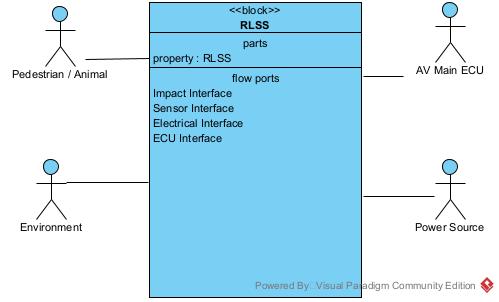 <<block>>
RLSS
parts
property : RLSS
flow ports
Impact Interface
Sensor Interface
Electrical Interface
ECU Interface
Pedestrian / Animal
AV Main ECU
Environment
Power Source
Powered By: Visual Paradigm Community Edition